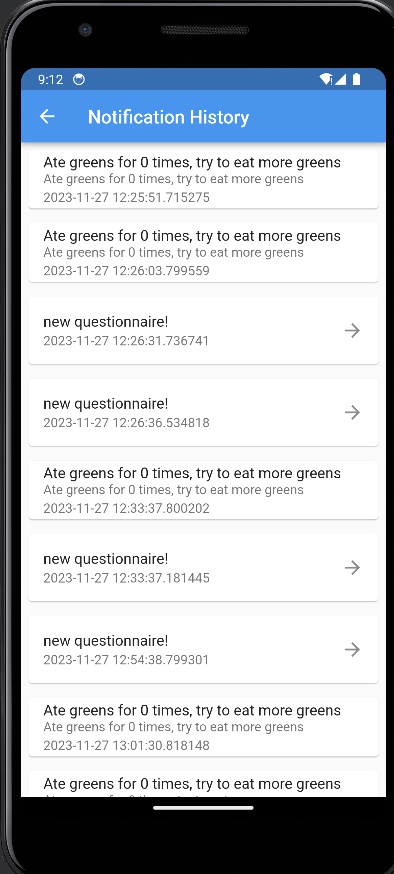 9:12
Notification History
Ate greens for 0 times, try to eat more greens
Ate greens for 0 times, try to eat more greens
2023-11-27 12:25:51.715275
Ate greens for 0 times, try to eat more greens
Ate greens for 0 times, try to eat more greens
2023-11-27 12:26:03.799559
new questionnaire!
2023-11-27 12:26:31.736741
new questionnaire!
2023-11-27 12:26:36.534818
Ate greens for 0 times, try to eat more greens
Ate greens for 0 times, try to eat more greens
2023-11-27 12:33:37.800202
new questionnaire!
2023-11-27 12:33:37.181445
new questionnaire!
2023-11-27 12:54:38.799301
Ate greens for 0 times, try to eat more greens
Ate greens for 0 times, try to eat more greens
2023-11-27 13:01:30.818148
Ate greens for 0 times, try to eat more greens